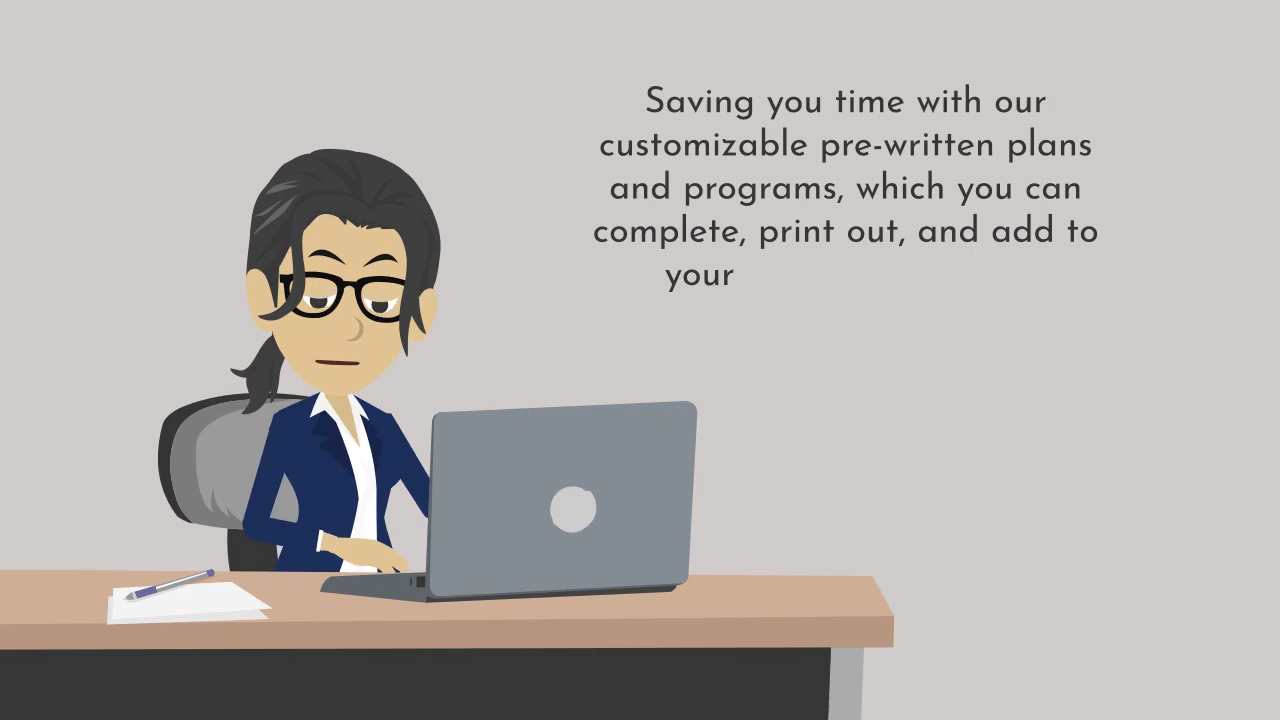 Saving you time with our
customizable pre-written plans
and programs, which you can
complete, print out, and add to
your